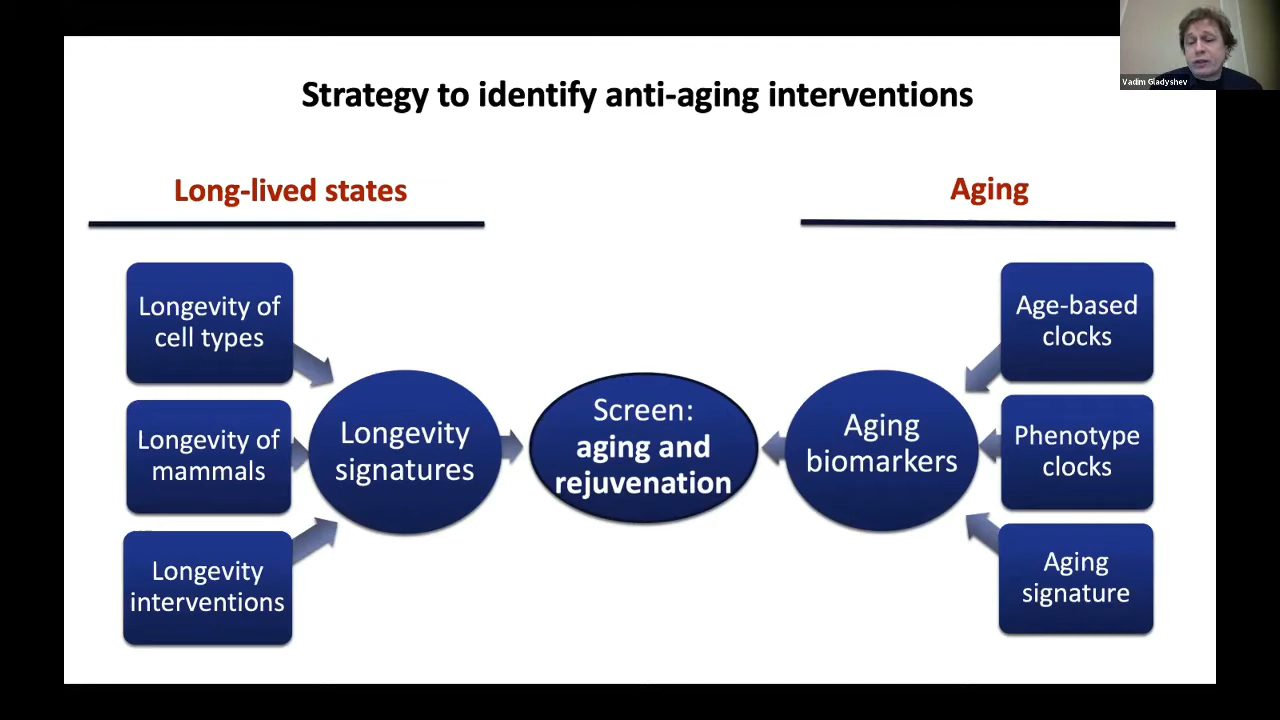 Vadim Gladyshev
Strategy to identify anti-aging interventions
Long-lived states
Aging
Longevity of
cell types
Longevity of
mammals
Longevity
interventions
Longevity
signatures
Screen:
aging and
rejuvenation
Aging
biomarkers
Age-based
clocks
Phenotype
clocks
Aging
signature